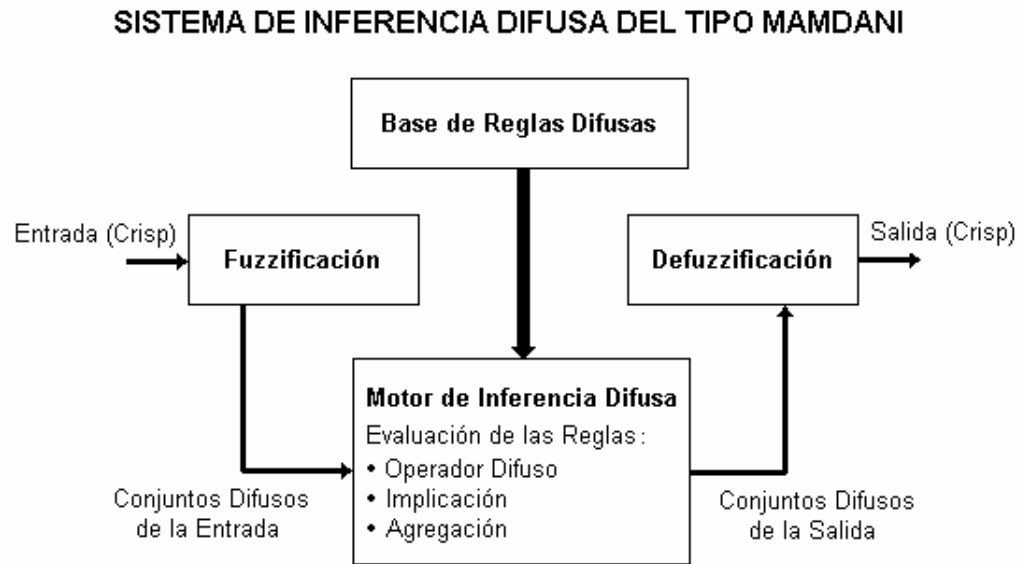 SISTEMA DE INFERENCIA DIFUSA DEL TIPO MAMDANI
Base de Reglas Difusas
Entrada (Crisp)
Fuzzificación
Defuzzificación
Salida (Crisp)
Motor de Inferencia Difusa
Evaluación de las Reglas:
• Operador Difuso
• Implicación
• Agregación
Conjuntos Difusos
de la Entrada
Conjuntos Difusos
de la Salida